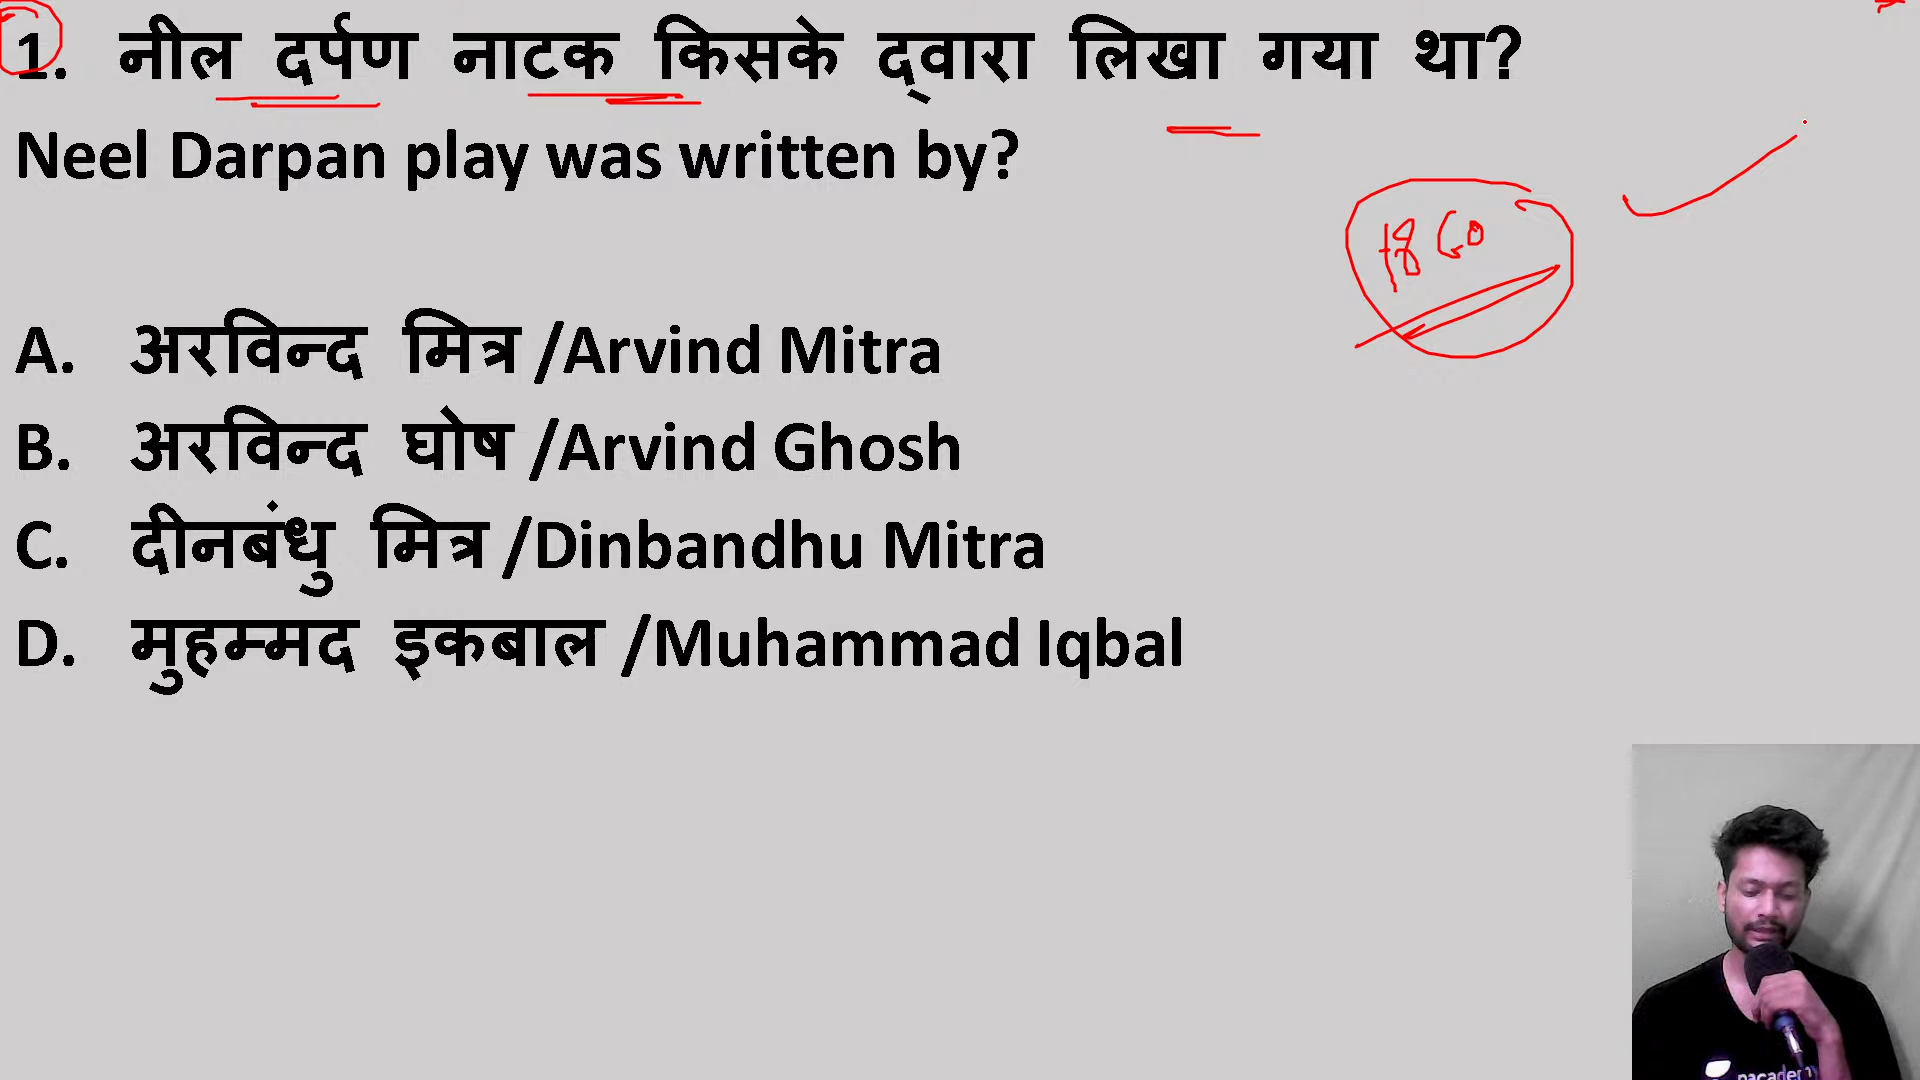 1. नील दर्पण नाटक किसके द्वारा लिखा गया था?
Neel Darpan play was written by?
1860
A. अरविन्द मित्र /Arvind Mitra
B. अरविन्द घोष /Arvind Ghosh
C. दीनबंधु मित्र /Dinbandhu Mitra
D. मुहम्मद इकबाल /Muhammad Iqbal